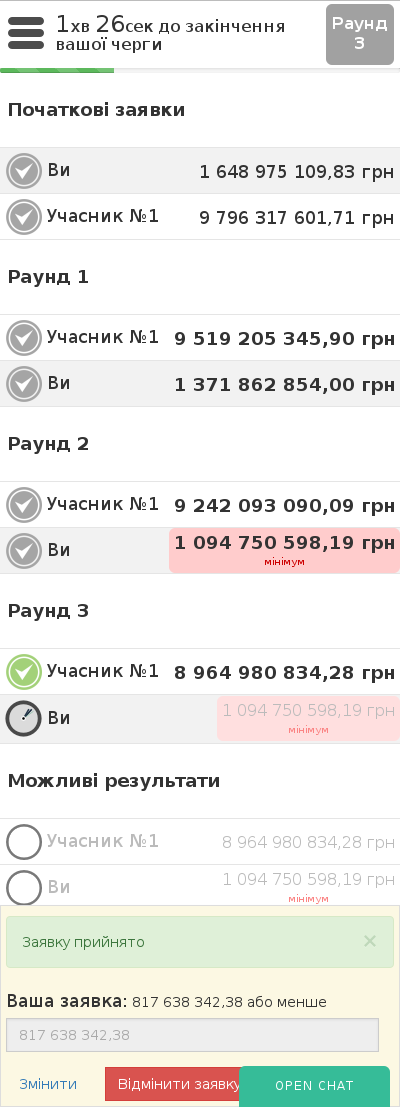 1хв 26сек до закінчення
вашої черги
Раунд
3
Початкові заявки
Ви 1 648 975 109,83 грн
Учасник №1 9 796 317 601,71 грн
Раунд 1
Учасник №1 9 519 205 345,90 грн
Ви 1 371 862 854,00 грн
Раунд 2
Учасник №1 9 242 093 090,09 грн
Ви 1 094 750 598,19 грн
мінімум
Раунд 3
Учасник №1 8 964 980 834,28 грн
Ви 1 094 750 598,19 грн
мінімум
Можливі результати
Учасник №1 8 964 980 834,28 грн
Ви 1 094 750 598,19 грн
мінімум
Заявку прийнято ×
Ваша заявка: 817 638 342,38 або менше
817 638 342,38
Змінити Відмінити заявку OPEN CHAT